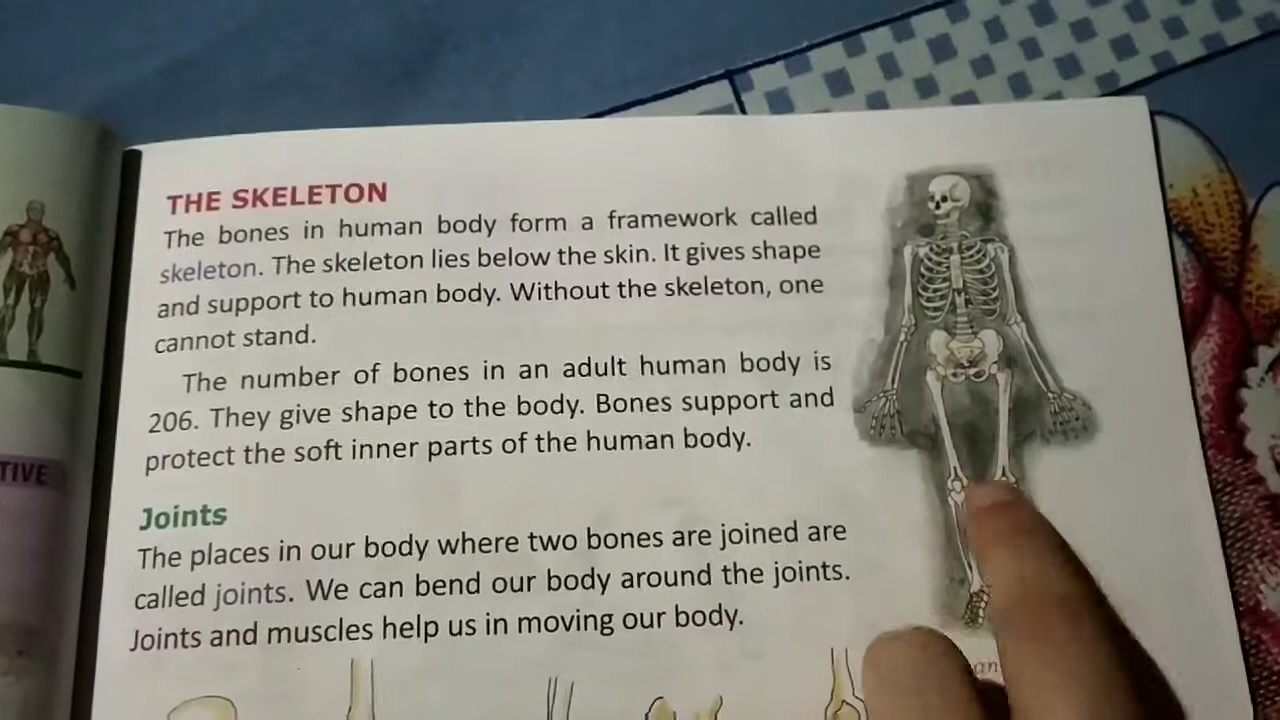 THE SKELETON
The bones in human body form a framework called
skeleton. The skeleton lies below the skin. It gives shape
and support to human body. Without the skeleton, one
cannot stand.
The number of bones in an adult human body is
206. They give shape to the body. Bones support and
protect the soft inner parts of the human body.
Joints
The places in our body where two bones are joined are
called joints. We can bend our body around the joints.
Joints and muscles help us in moving our body.
TIVE
an